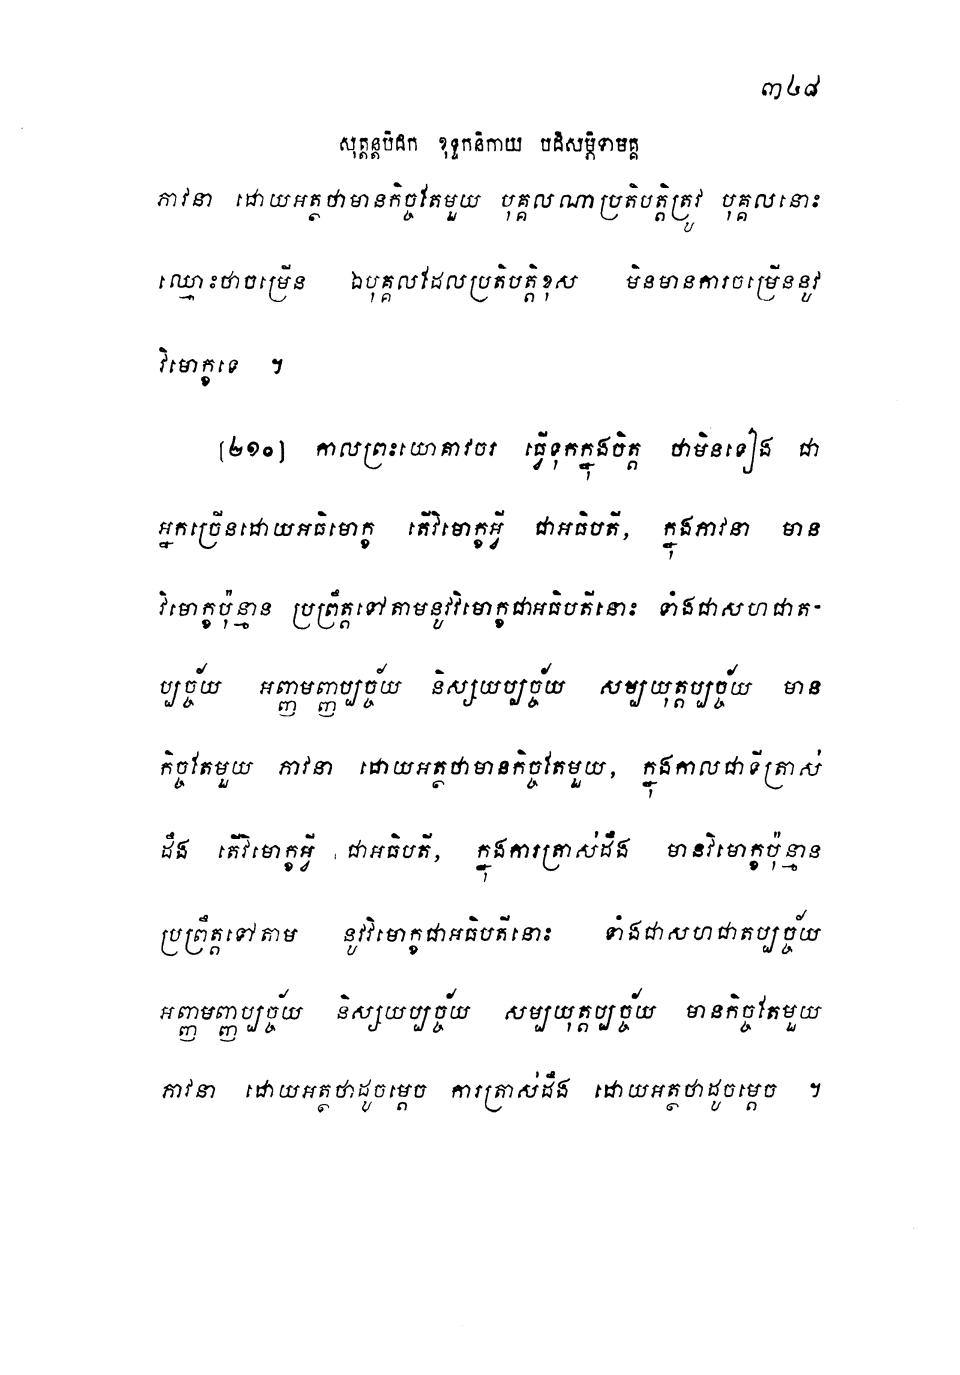 ៣៤៨
សុត្តន្តបិដក ខុទ្ទកនិកាយ បដិសម្ភិទាមគ្គ
ភាវនា ដោយអត្ថថាមានកិច្ចតែមួយ បុគ្គលណាប្រតិបត្តិត្រូវ បុគ្គលនោះ
ឈ្មោះថាចម្រើន ឯបុគ្គលដែលប្រតិបត្តិខុស មិនមានការចម្រើននូវ
វិមោក្ខទេ ។
[២១០] កាលព្រះយោគាវចរ ធ្វើទុកក្នុងចិត្ត ថាមិនទៀង ជា
អ្នកច្រើនដោយអធិមោក្ខ តើវិមោក្ខអ្វី ជាអធិបតី, ក្នុងភាវនា មាន
វិមោក្ខប៉ុន្មាន ប្រព្រឹត្តទៅតាមនូវវិមោក្ខជាអធិបតីនោះ ទាំងជាសហជាត-
ប្បច្ច័យ អញ្ញមញ្ញប្បច្ច័យ និស្សយប្បច្ច័យ សម្បយុត្តប្បច្ច័យ មាន
កិច្ចតែមួយ ភាវនា ដោយអត្ថថាមានកិច្ចតែមួយ, ក្នុងកាលជាទីត្រាស់
ដឹង តើវិមោក្ខអ្វី ជាអធិបតី, ក្នុងការត្រាស់ដឹង មានវិមោក្ខប៉ុន្មាន
ប្រព្រឹត្តទៅតាម នូវវិមោក្ខជាអធិបតីនោះ ទាំងជាសហជាតប្បច្ច័យ
អញ្ញមញ្ញប្បច្ច័យ និស្សយប្បច្ច័យ សម្បយុត្តប្បច្ច័យ មានកិច្ចតែមួយ
ភាវនា ដោយអត្ថថាដូចម្តេច ការត្រាស់ដឹង ដោយអត្ថថាដូចម្តេច ។